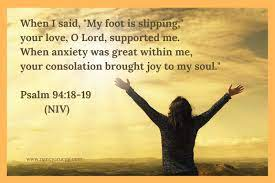 When I said, "My foot is slipping,"
your love, O Lord, supported me.
When anxiety was great within me,
your consolation brought joy to my soul."
Psalm 94:18-19
(NIV)